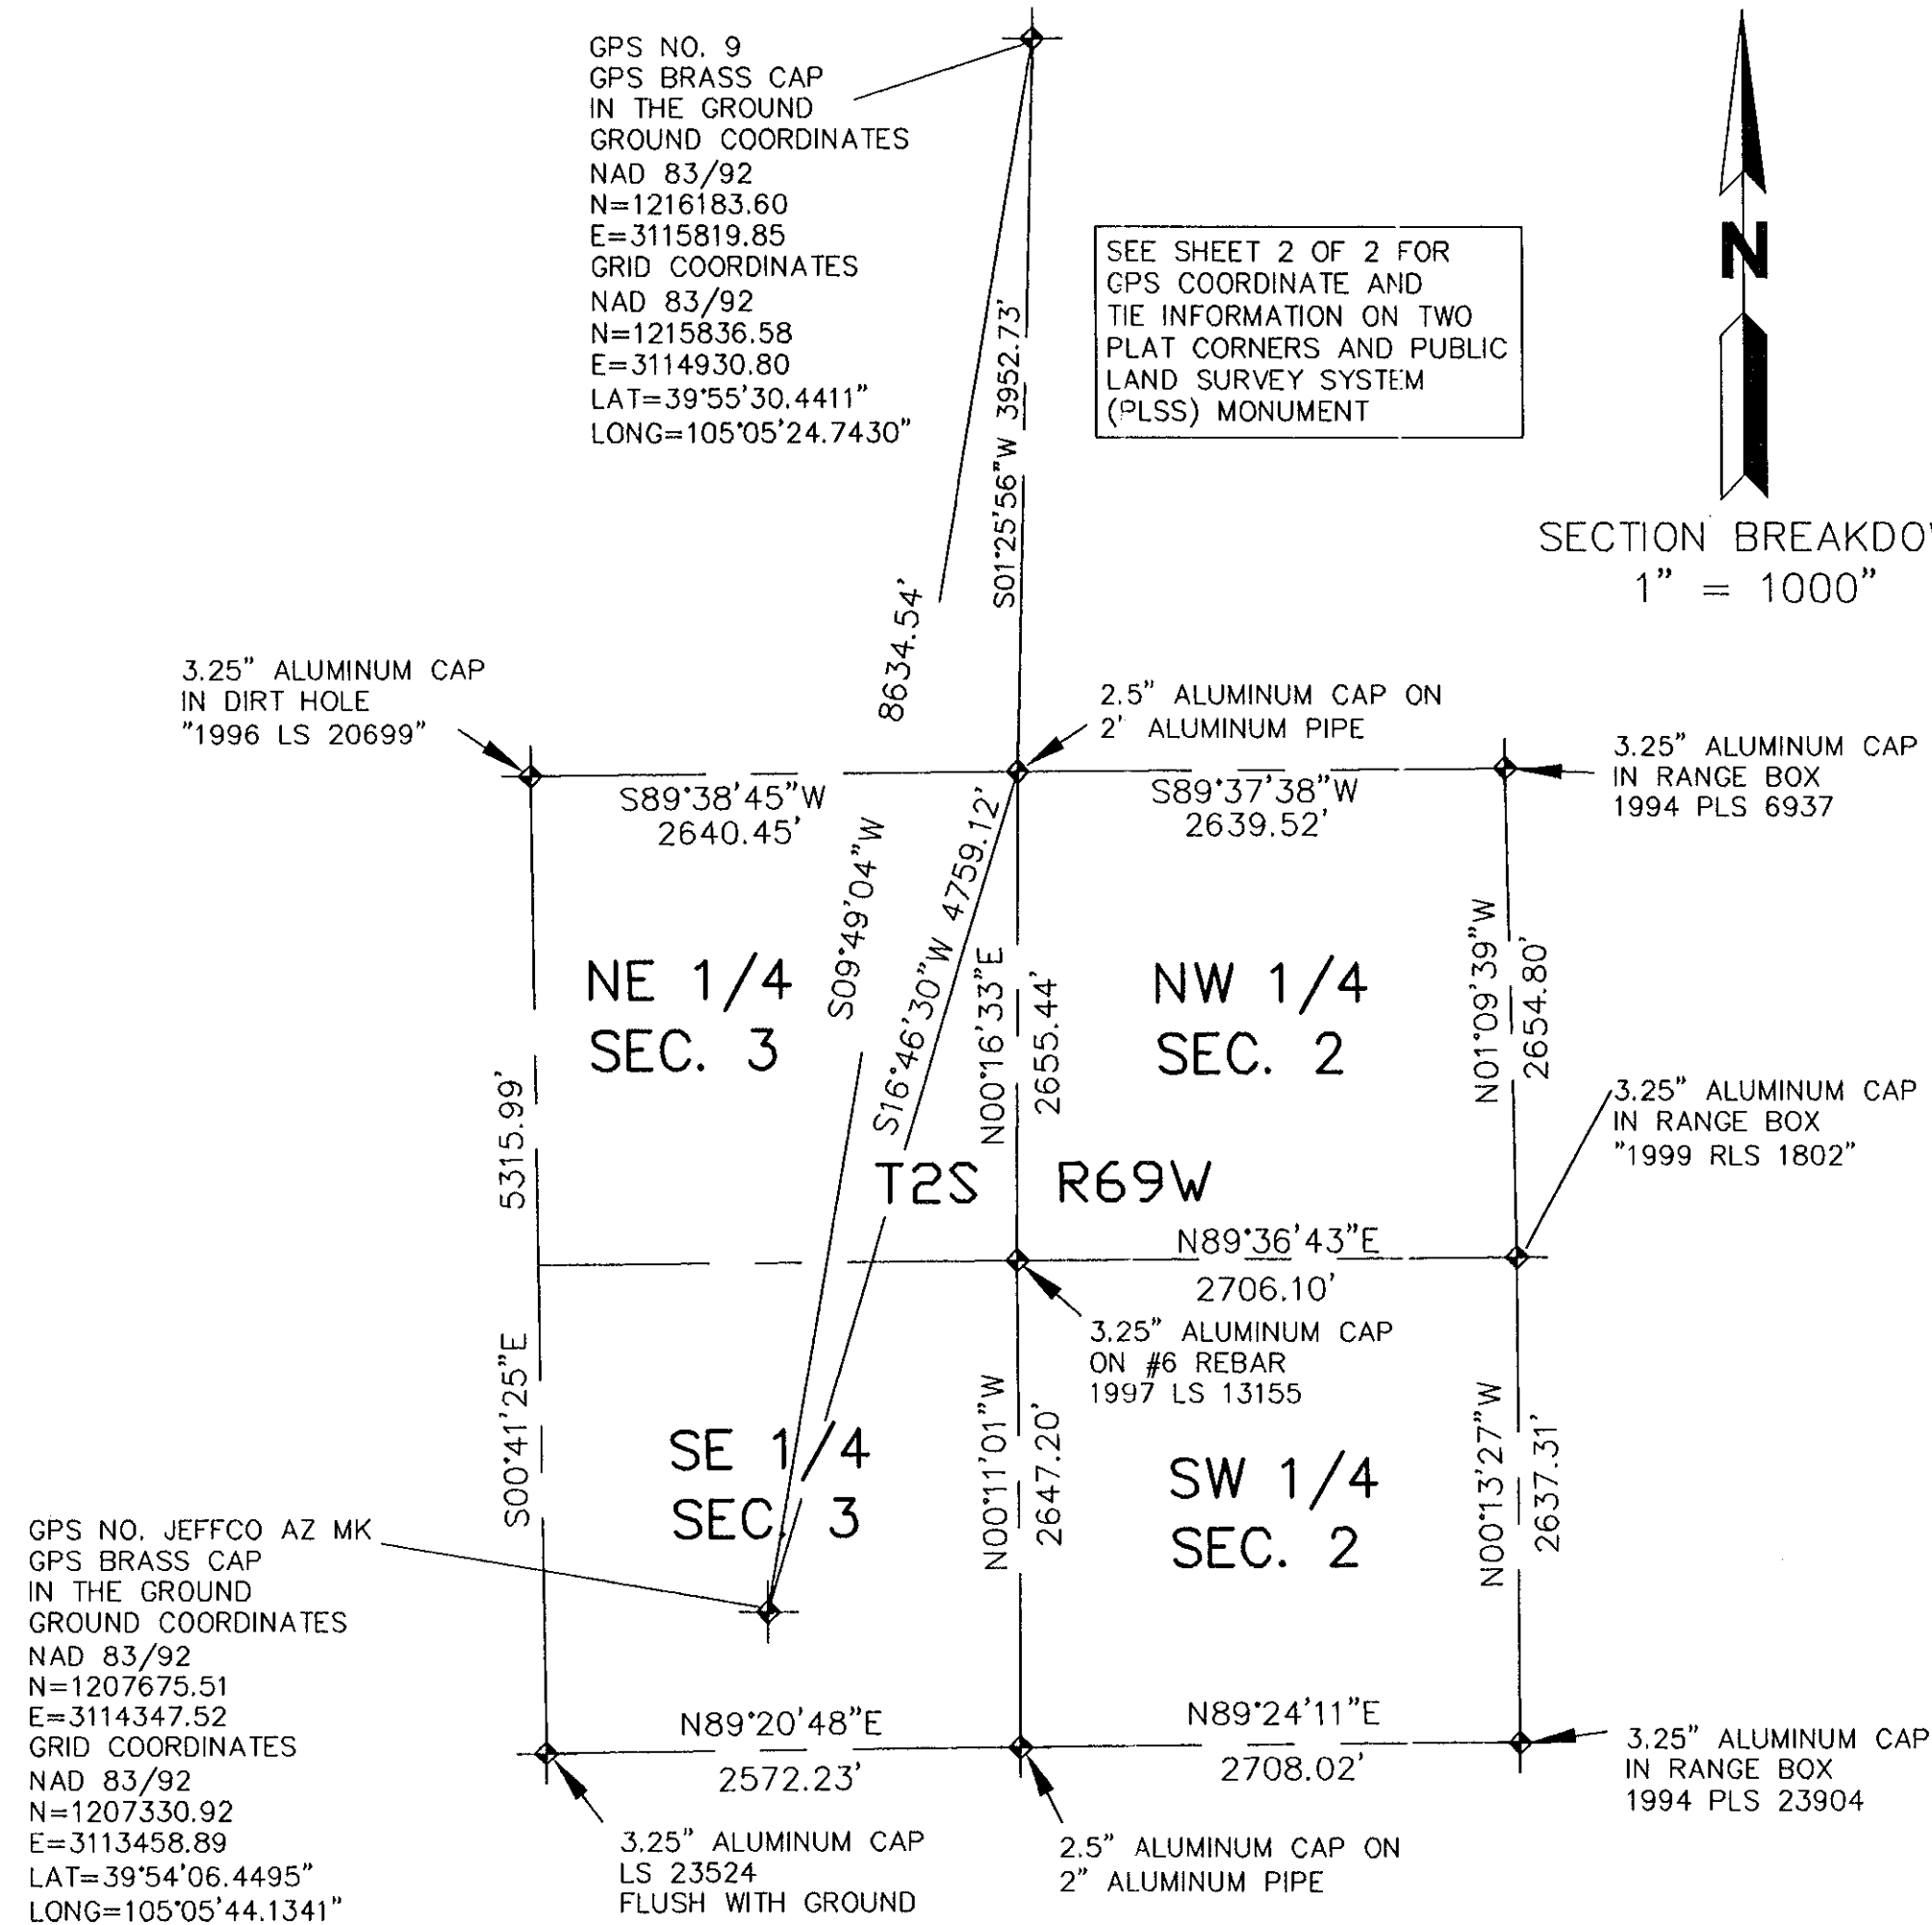 GPS NO. 9
GPS BRASS CAP
IN THE GROUND
GROUND COORDINATES
NAD 83/92
N=1216183.60
E=3115819.85
GRID COORDINATES
NAD 83/92
N=1215836.58
E=3114930.80
LAT=39°55'30.4411"
LONG=105°05'24.7430"
SEE SHEET 2 OF 2 FOR
GPS COORDINATE AND
TIE INFORMATION ON TWO
PLAT CORNERS AND PUBLIC
LAND SURVEY SYSTEM
(PLSS) MONUMENT
N
SECTION BREAKDO
1" = 1000"
S01°25'56"W 3952.73'
8634.54'
3.25" ALUMINUM CAP
IN DIRT HOLE
"1996 LS 20699"
2.5" ALUMINUM CAP ON
2' ALUMINUM PIPE
3.25" ALUMINUM CAP
IN RANGE BOX
1994 PLS 6937
S89°38'45"W
2640.45'
S89°37'38"W
2639.52'
S09°49'04"W
S16°46'30"W 4759.12'
NE 1/4
SEC. 3
N00°16'33"E
2655.44'
NW 1/4
SEC. 2
N01°09'39"W
2654.80'
5315.99'
S00°41'25"E
3.25" ALUMINUM CAP
IN RANGE BOX
"1999 RLS 1802"
T2S R69W
N89°36'43"E
2706.10'
3.25" ALUMINUM CAP
ON #6 REBAR
1997 LS 13155
SE 1/4
SEC. 3
N00°11'01"W
2647.20'
SW 1/4
SEC. 2
N00°13'27"W
2637.31'
GPS NO. JEFFCO AZ MK
GPS BRASS CAP
IN THE GROUND
GROUND COORDINATES
NAD 83/92
N=1207675.51
E=3114347.52
GRID COORDINATES
NAD 83/92
N=1207330.92
E=3113458.89
LAT=39°54'06.4495"
LONG=105°05'44.1341"
N89°20'48"E
2572.23'
N89°24'11"E
2708.02'
3.25" ALUMINUM CAP
LS 23524
FLUSH WITH GROUND
2.5" ALUMINUM CAP ON
2" ALUMINUM PIPE
3.25" ALUMINUM CAP
IN RANGE BOX
1994 PLS 23904